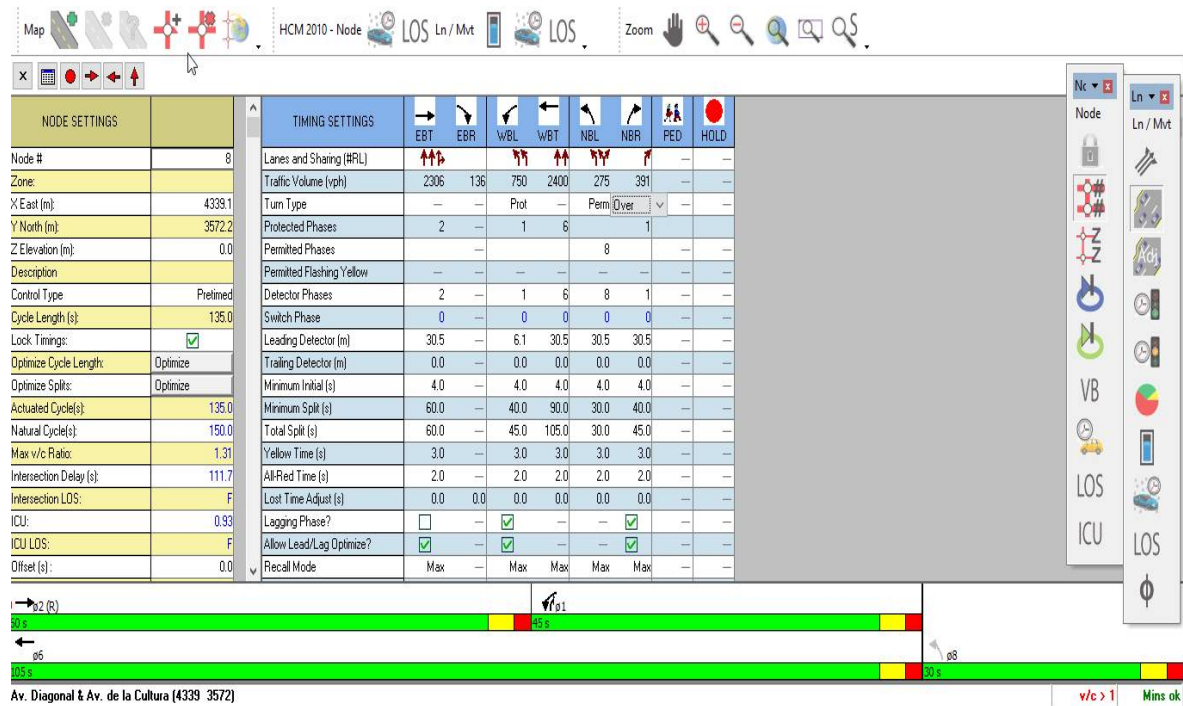 Map HCM 2010 - Node LOS Ln / Mvt LOS Zoom S
NODE SETTINGS
Node # 8
Zone:
X East (m): 4339.1
Y North (m): 3572.2
Z Elevation (m): 0.0
Description
Control Type Pretimed
Cycle Length (s): 135.0
Lock Timings:
Optimize Cycle Length: Optimize
Optimize Splits: Optimize
Actuated Cycle(s): 135.0
Natural Cycle(s): 150.0
Max v/c Ratio: 1.31
Intersection Delay (s): 111.7
Intersection LOS: F
ICU: 0.93
ICU LOS: F
Offset (s) : 0.0
TIMING SETTINGS EBT EBR WBL WBT NBL NBR PED HOLD
Lanes and Sharing (#RL) — —
Traffic Volume (vph) 2306 136 750 2400 275 391 — —
Turn Type — — Prot — Perm Over — —
Protected Phases 2 — 1 6 1 — —
Permitted Phases — 8 — —
Permitted Flashing Yellow — — — — — — — —
Detector Phases 2 — 1 6 8 1 — —
Switch Phase 0 — 0 0 0 0 — —
Leading Detector (m) 30.5 — 6.1 30.5 30.5 30.5 — —
Trailing Detector (m) 0.0 — 0.0 0.0 0.0 0.0 — —
Minimum Initial (s) 4.0 — 4.0 4.0 4.0 4.0 — —
Minimum Split (s) 60.0 — 40.0 90.0 30.0 40.0 — —
Total Split (s) 60.0 — 45.0 105.0 30.0 45.0 — —
Yellow Time (s) 3.0 — 3.0 3.0 3.0 3.0 — —
All-Red Time (s) 2.0 — 2.0 2.0 2.0 2.0 — —
Lost Time Adjust (s) 0.0 0.0 0.0 0.0 0.0 0.0 — —
Lagging Phase? — — — — —
Allow Lead/Lag Optimize? — — — — —
Recall Mode Max — Max Max Max Max — —
Nc
Node
#
#
Z
Z
VB
LOS
ICU
Ln
Ln / Mvt
Adj
LOS
ϕ
ø2 (R) ø1
60 s 45 s
ø6 ø8
105 s 30 s
Av. Diagonal & Av. de la Cultura (4339 3572) v/c > 1 Mins ok